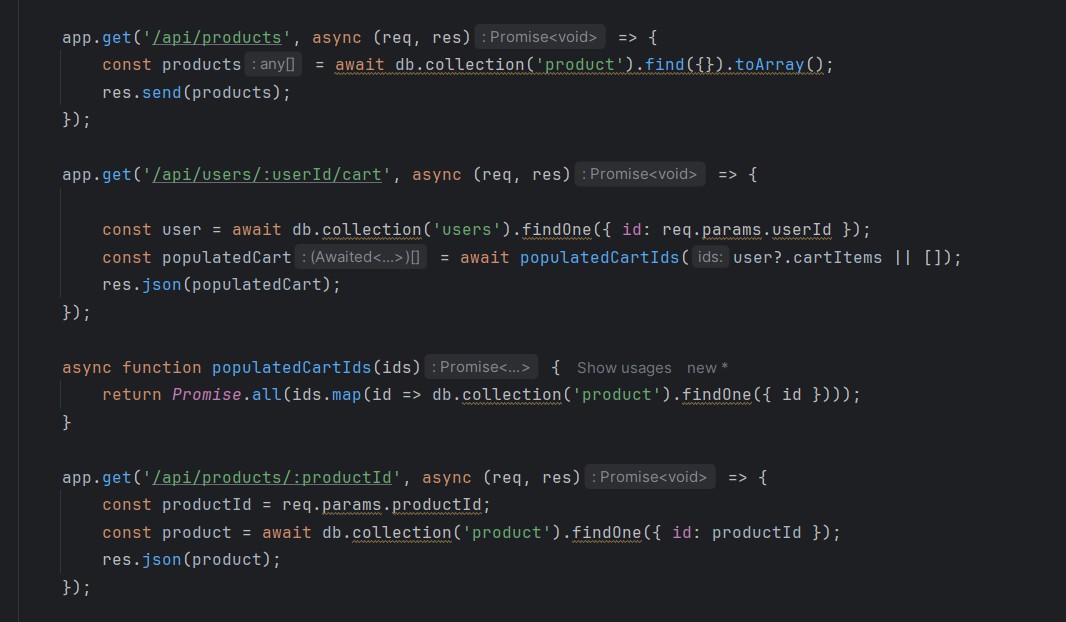 app.get('/api/products', async (req, res) : Promise<void> => {
    const products : any[] = await db.collection('product').find({}).toArray();
    res.send(products);
});
app.get('/api/users/:userId/cart', async (req, res) : Promise<void> => {
    const user = await db.collection('users').findOne({ id: req.params.userId });
    const populatedCart : (Awaited<...>)[] = await populatedCartIds( ids: user?.cartItems || []);
    res.json(populatedCart);
});
async function populatedCartIds(ids) : Promise<...> { Show usages new *
    return Promise.all(ids.map(id => db.collection('product').findOne({ id })));
}
app.get('/api/products/:productId', async (req, res) : Promise<void> => {
    const productId = req.params.productId;
    const product = await db.collection('product').findOne({ id: productId });
    res.json(product);
});